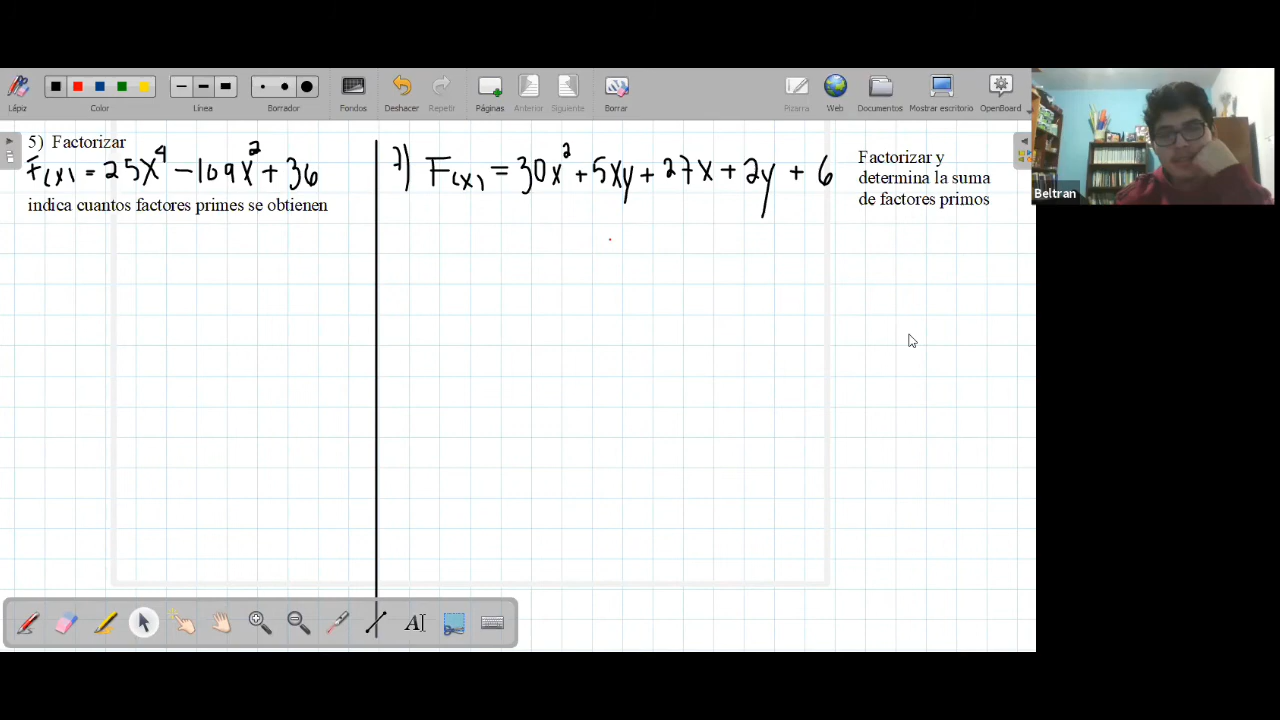 Lápiz Color Línea Borrador Fondos Deshacer Repetir Páginas Anterior Siguiente Borrar Pizarra Web Documentos Mostrar escritorio OpenBoard
5) Factorizar
F(x) = 25x⁴ - 109x² + 36
indica cuantos factores primes se obtienen
7) F(x) = 30x² + 5xy + 27x + 2y + 6
Factorizar y
determina la suma
de factores primos
Beltran